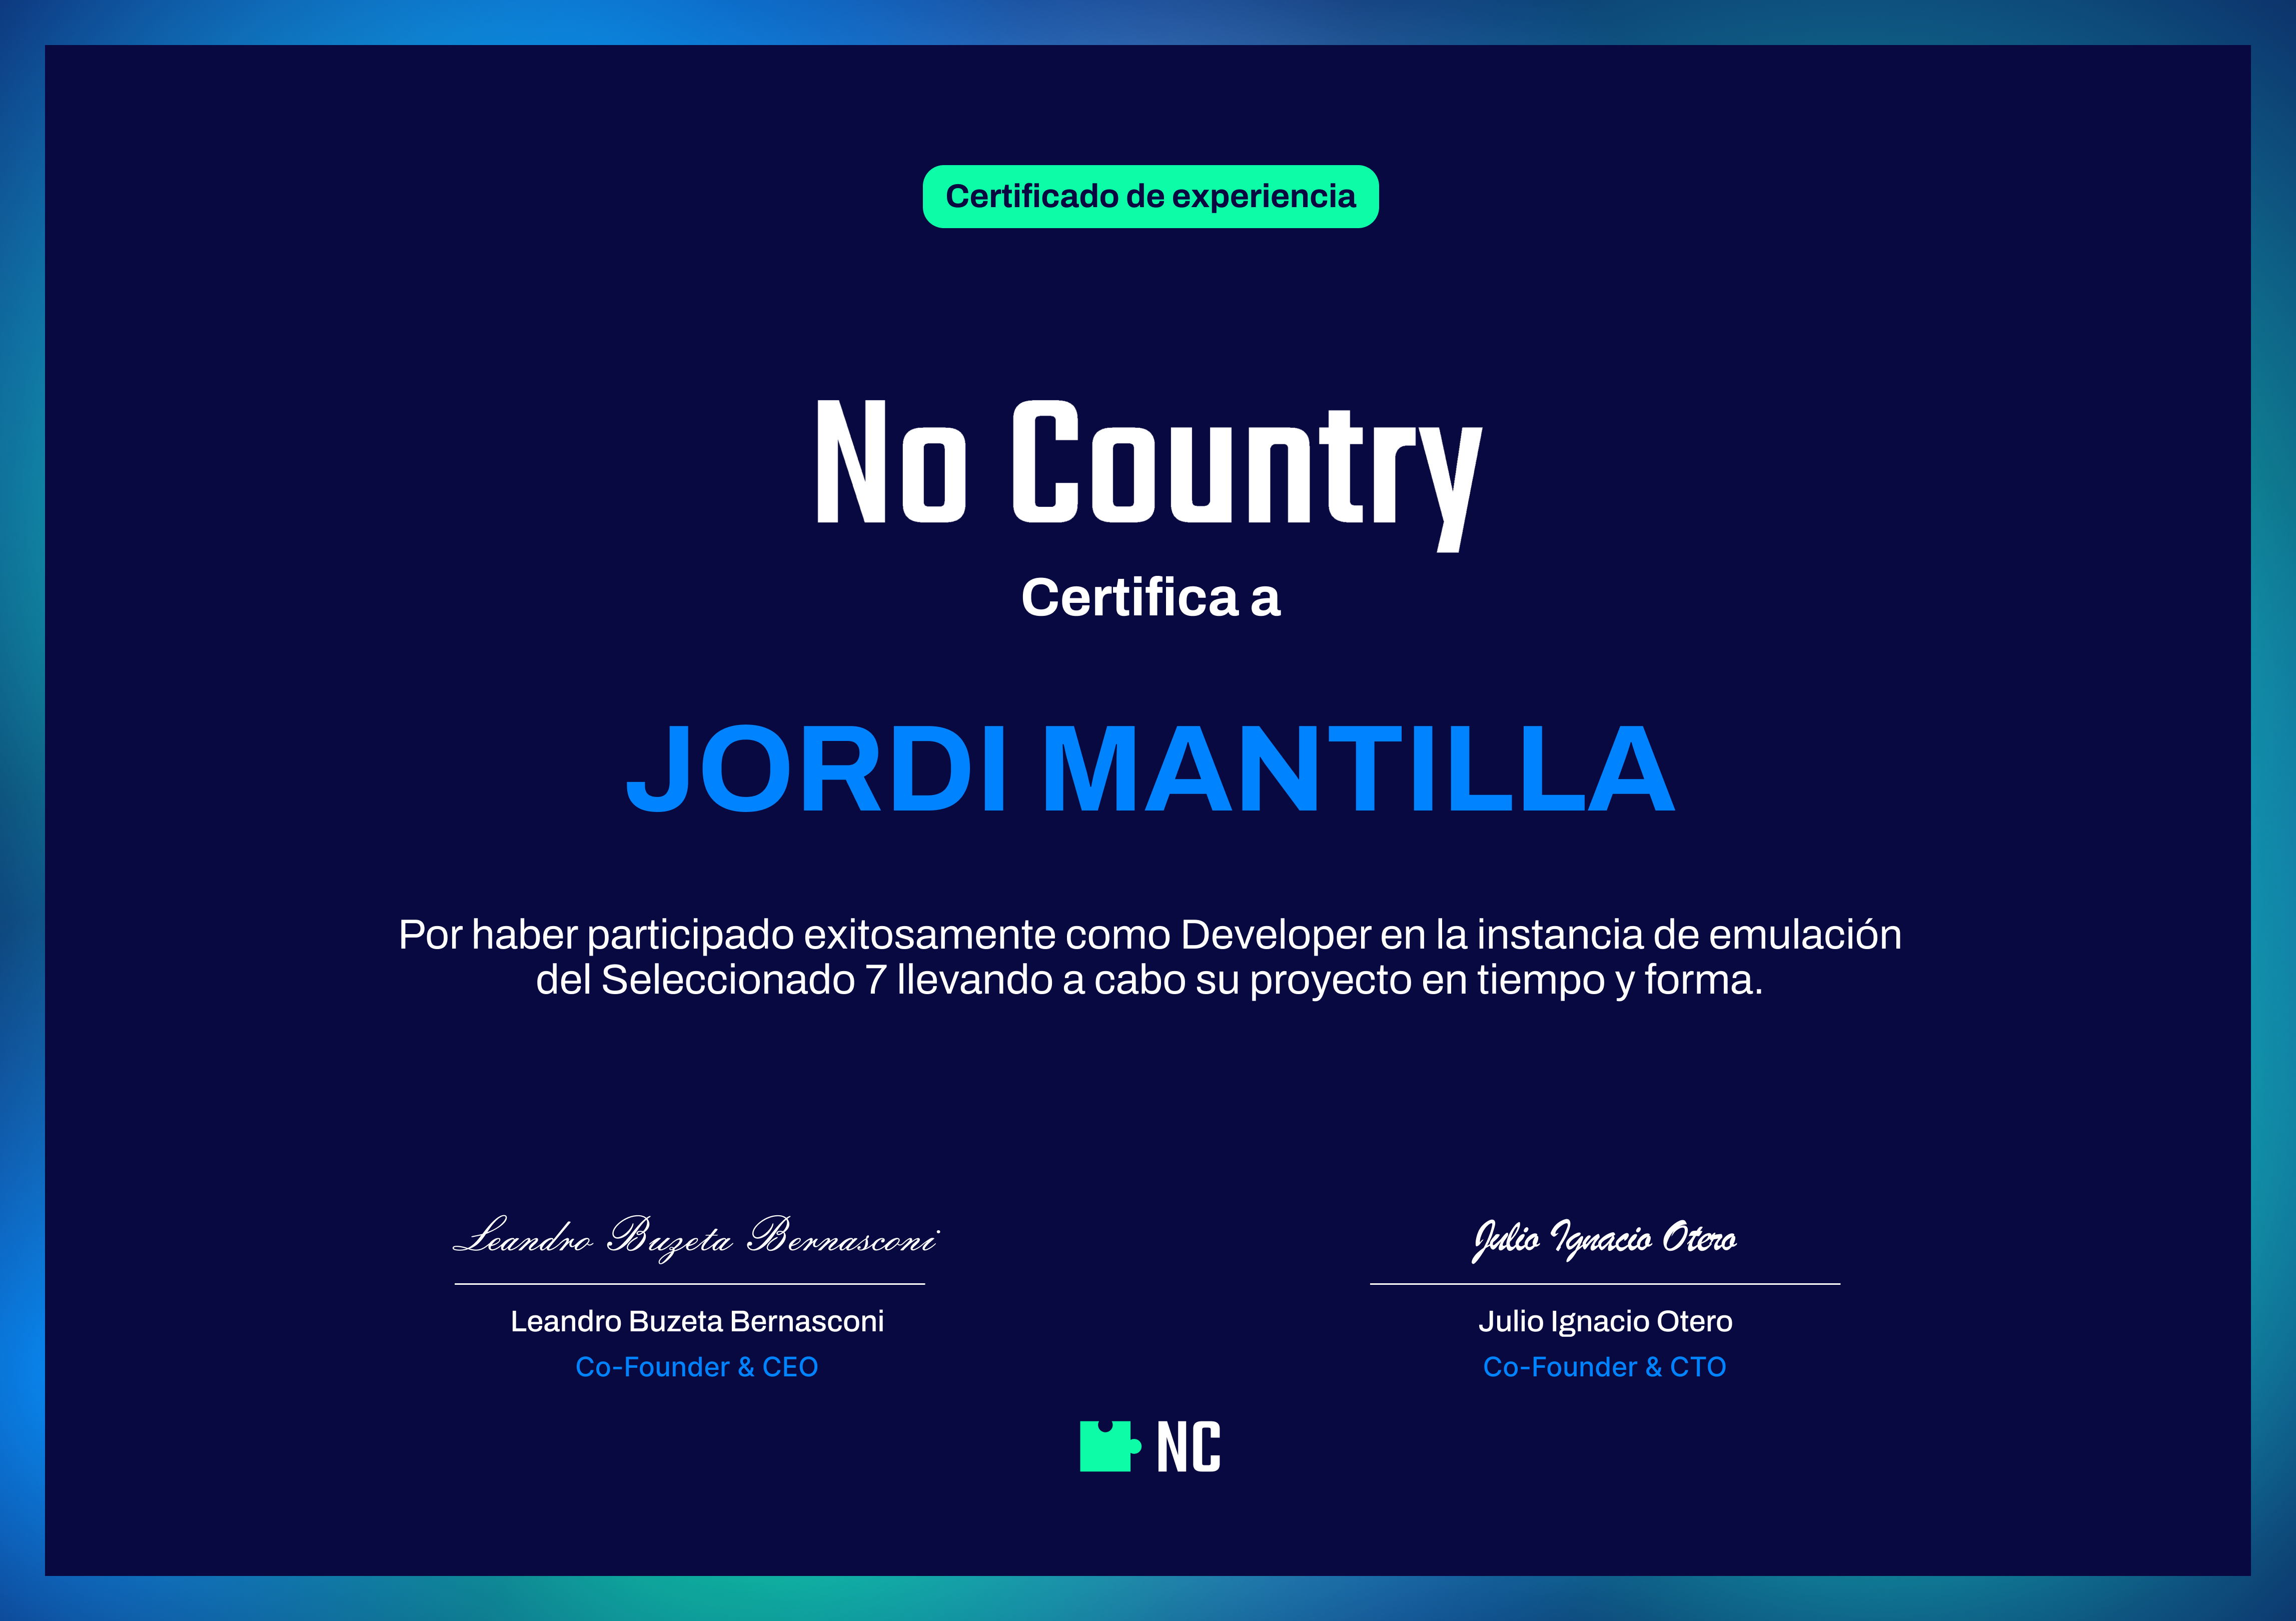 Certificado de experiencia
No Country
Certifica a
JORDI MANTILLA
Por haber participado exitosamente como Developer en la instancia de emulación
del Seleccionado 7 llevando a cabo su proyecto en tiempo y forma.
Leandro Buzeta Bernasconi
Leandro Buzeta Bernasconi
Co-Founder & CEO
Julio Ignacio Otero
Julio Ignacio Otero
Co-Founder & CTO
NC